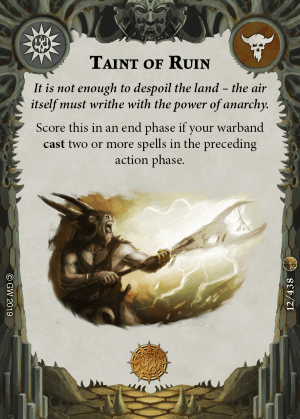 Taint of Ruin
It is not enough to despoil the land – the air
itself must writhe with the power of anarchy.
Score this in an end phase if your warband
cast two or more spells in the preceding
action phase.
© GW 2019
12/438